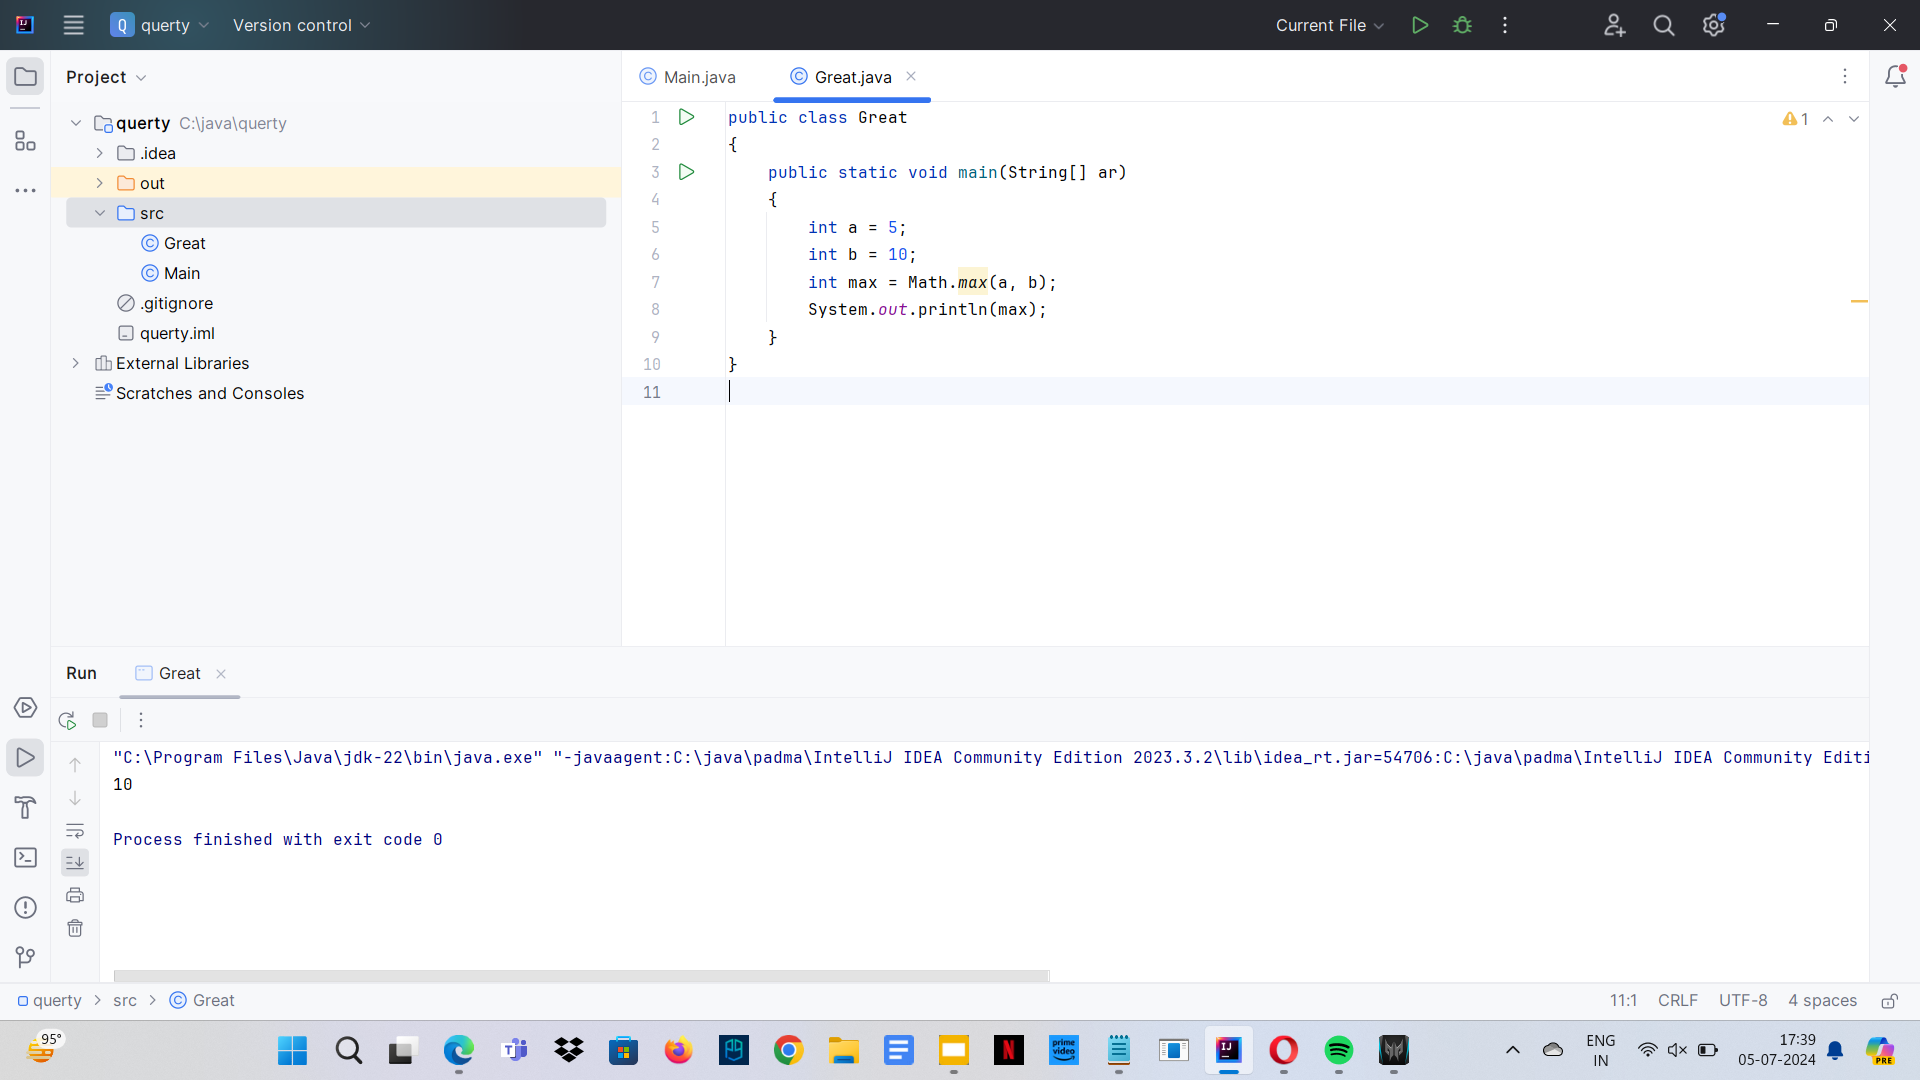 Q querty Version control Current File
Project
querty C:\java\querty
.idea
out
src
Great
Main
.gitignore
querty.iml
External Libraries
Scratches and Consoles
Main.java Great.java
1 public class Great
2 {
3 public static void main(String[] ar)
4 {
5 int a = 5;
6 int b = 10;
7 int max = Math.max(a, b);
8 System.out.println(max);
9 }
10 }
11
1
Run Great
"C:\Program Files\Java\jdk-22\bin\java.exe" "-javaagent:C:\java\padma\IntelliJ IDEA Community Edition 2023.3.2\lib\idea_rt.jar=54706:C:\java\padma\IntelliJ IDEA Community Editi
10
Process finished with exit code 0
querty > src > Great 11:1 CRLF UTF-8 4 spaces
95° ENG 17:39
IN 05-07-2024
prime video
PRE